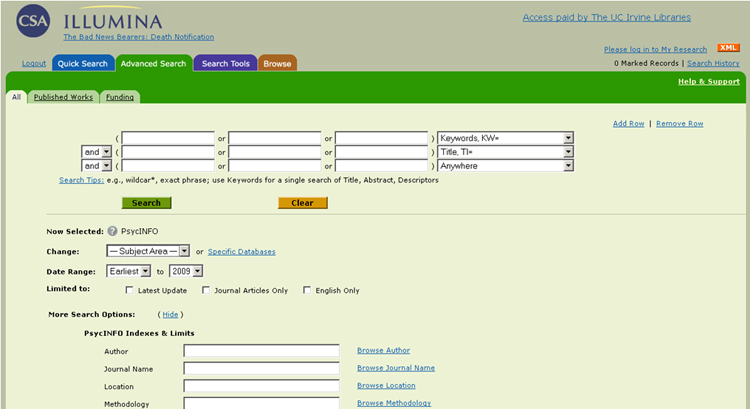 CSA ILLUMINA
The Bad News Bearers: Death Notification
Access paid by The UC Irvine Libraries
Please log in to My Research XML
Logout Quick Search Advanced Search Search Tools Browse 0 Marked Records | Search History
Help & Support
All Published Works Funding
Add Row | Remove Row
( or or ) Keywords, KW=
and ( or or ) Title, TI=
and ( or or ) Anywhere
Search Tips: e.g., wildcar*, exact phrase; use Keywords for a single search of Title, Abstract, Descriptors
Search Clear
Now Selected: ? PsycINFO
Change: — Subject Area — or Specific Databases
Date Range: Earliest to 2009
Limited to: Latest Update Journal Articles Only English Only
More Search Options: ( Hide )
PsycINFO Indexes & Limits
Author Browse Author
Journal Name Browse Journal Name
Location Browse Location
Methodology Browse Methodology